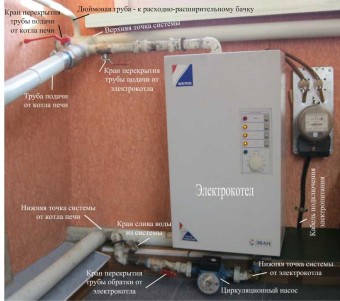 Кран перекрытия
трубы подачи
от котла печи
Дюймовая труба - к расходно-расширительному бачку
Верхняя точка системы
Кран перекрытия
трубы подачи от
электрокотла
Труба подачи
от котла печи
Электрокотел
ЭВАН
Кабель подключения
электропитания
Нижняя точка системы
от котла печи
Кран слива воды
из системы
Кран перекрытия
трубы обратки от
электрокотла
Нижняя точка системы
от электрокотла
Циркуляционный насос